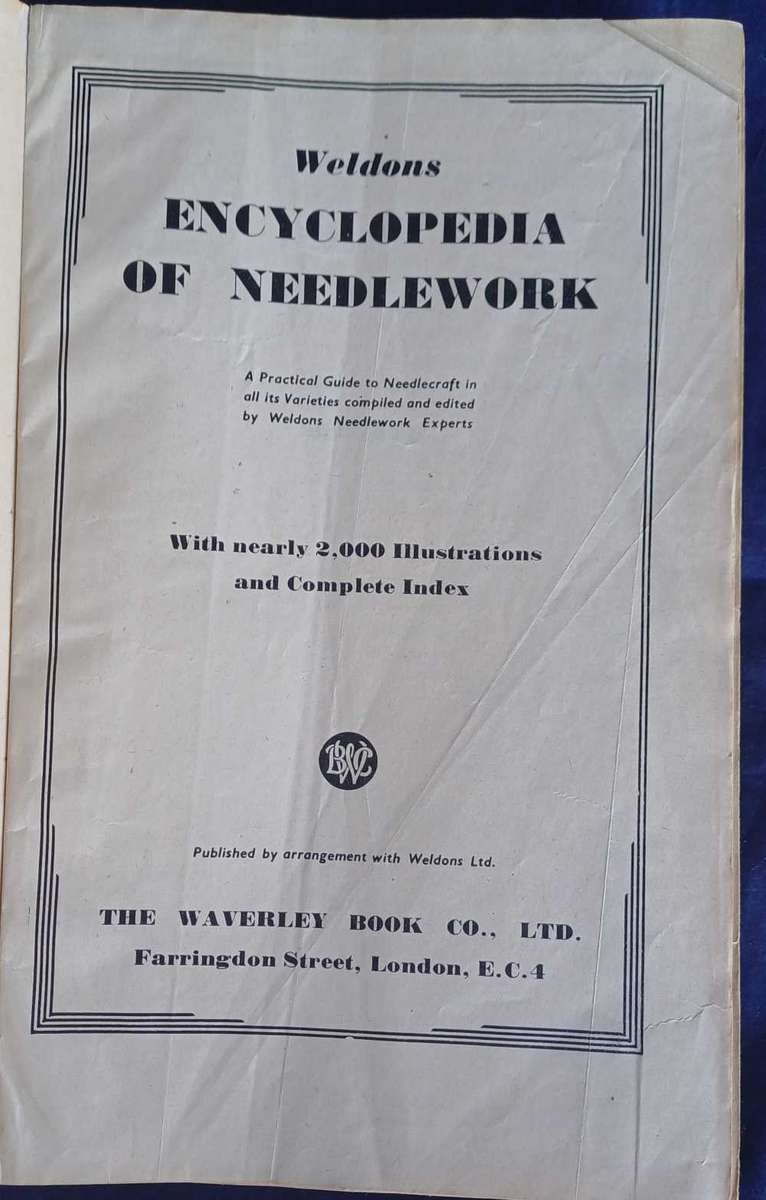 Weldons
ENCYCLOPEDIA
OF NEEDLEWORK
A Practical Guide to Needlecraft in
all its Varieties compiled and edited
by Weldons Needlework Experts
With nearly 2,000 Illustrations
and Complete Index
WBC
Published by arrangement with Weldons Ltd.
THE WAVERLEY BOOK CO., LTD.
Farringdon Street, London, E.C.4